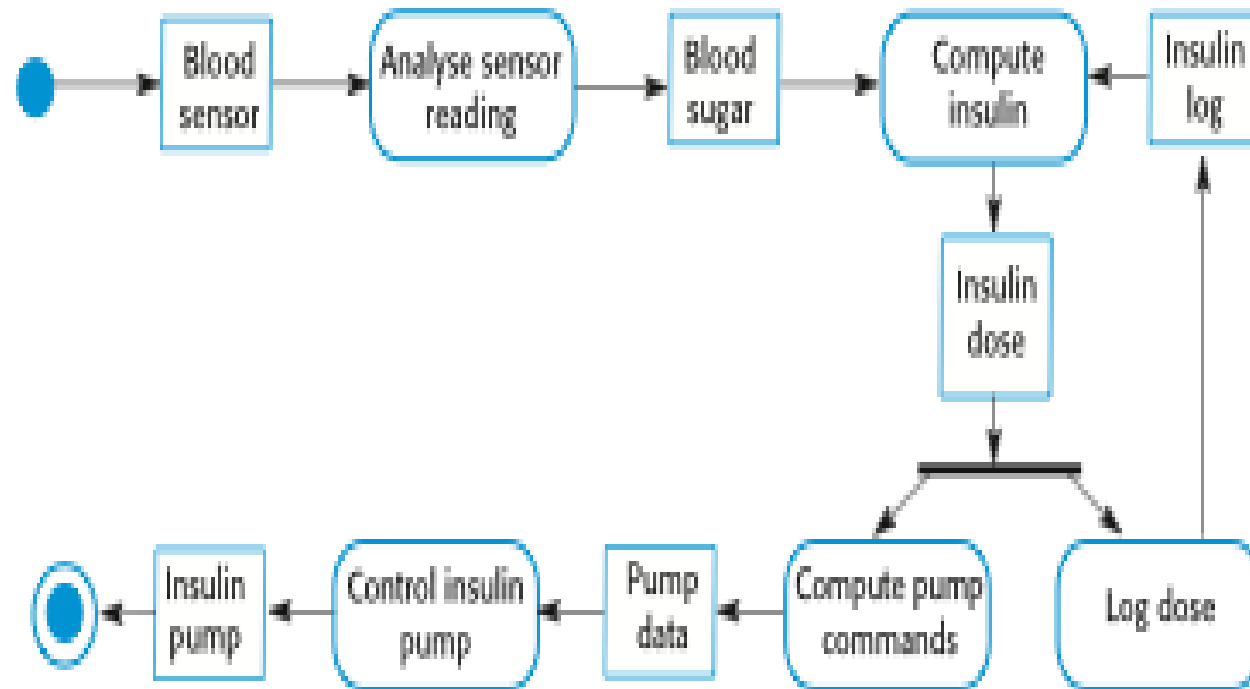 Blood
sensor
Analyse sensor
reading
Blood
sugar
Compute
insulin
Insulin
log
Insulin
dose
Insulin
pump
Control insulin
pump
Pump
data
Compute pump
commands
Log dose